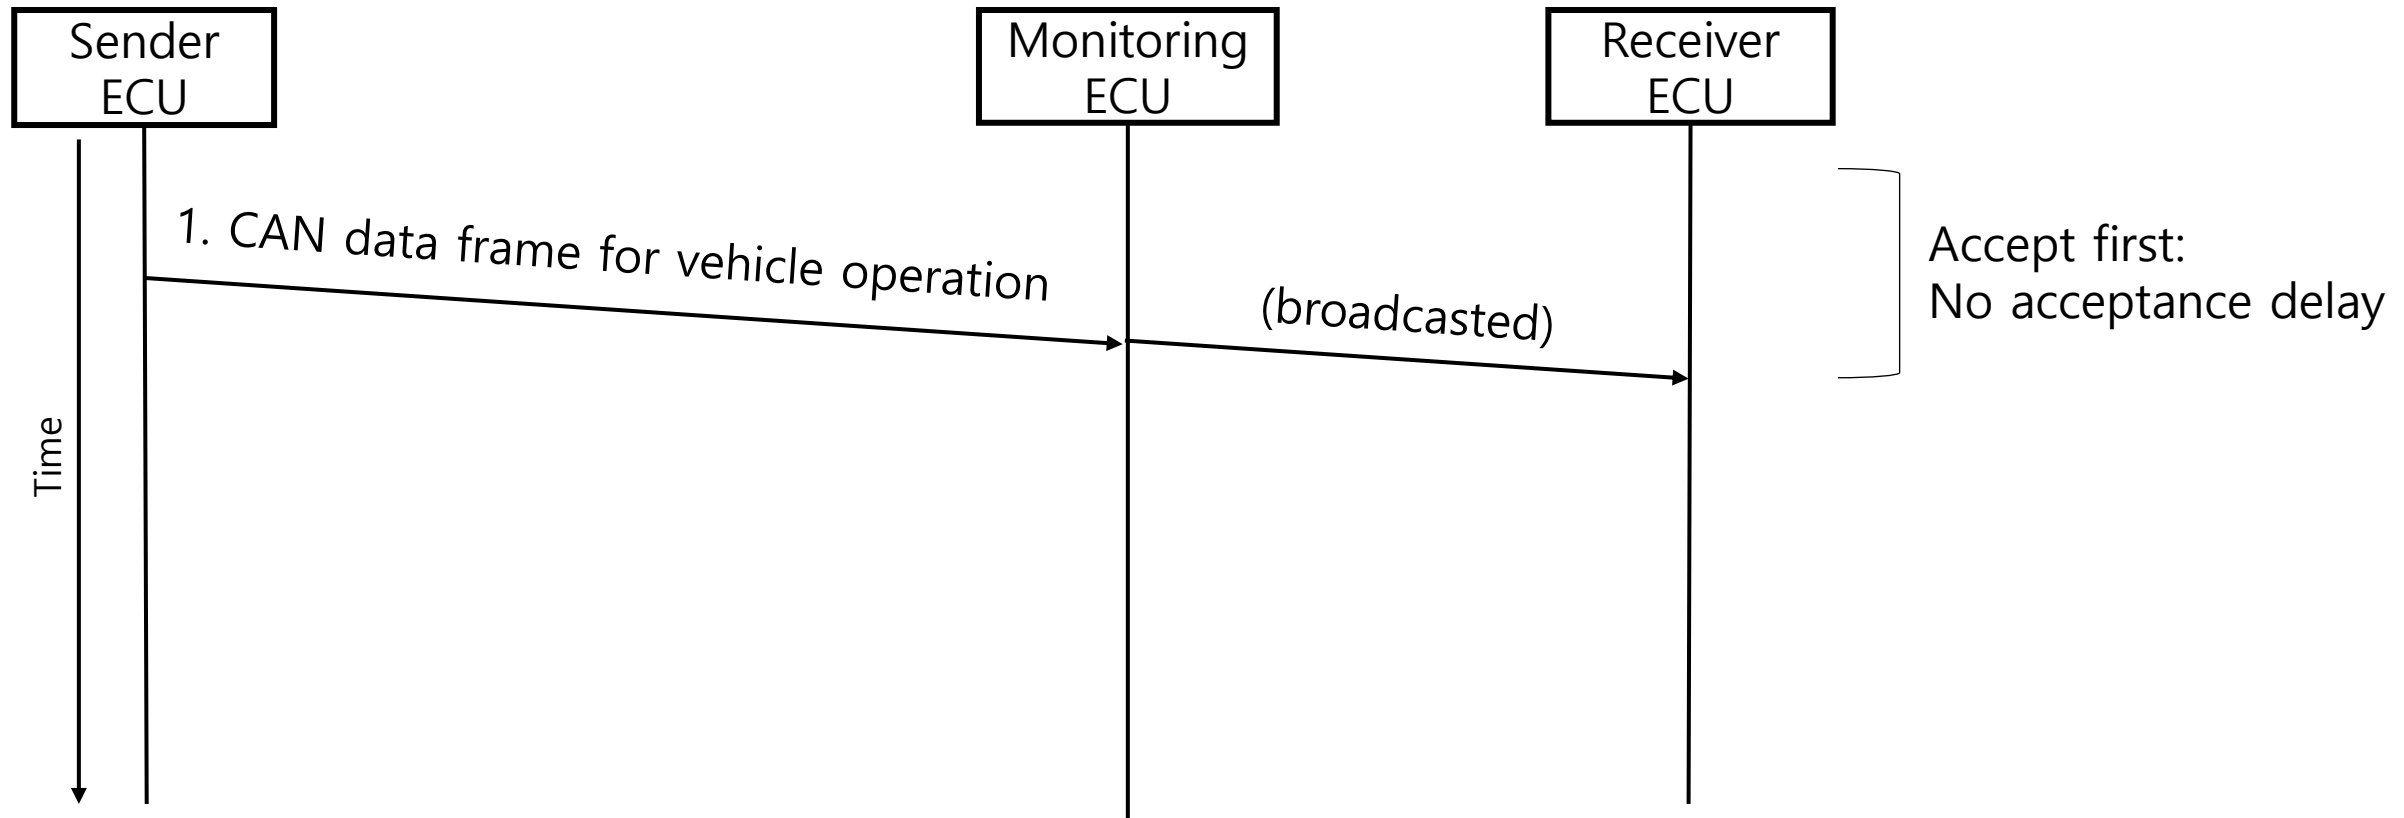 Sender
ECU
Monitoring
ECU
Receiver
ECU
1. CAN data frame for vehicle operation
(broadcasted)
Accept first:
No acceptance delay
Time